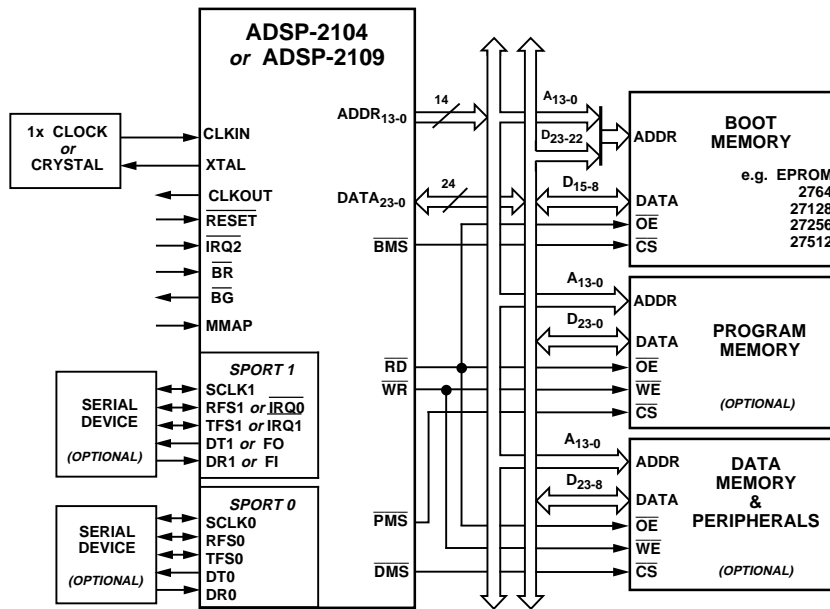 ADSP-2104
or ADSP-2109
1x CLOCK
or
CRYSTAL
CLKIN
XTAL
CLKOUT
RESET
IRQ2
BR
BG
MMAP
ADDR13-0
14
DATA23-0
24
BMS
RD
WR
PMS
DMS
SPORT 1
SCLK1
RFS1 or IRQ0
TFS1 or IRQ1
DT1 or FO
DR1 or FI
SERIAL
DEVICE
(OPTIONAL)
SPORT 0
SCLK0
RFS0
TFS0
DT0
DR0
SERIAL
DEVICE
(OPTIONAL)
A13-0
D23-22
D15-8
ADDR
DATA
OE
CS
BOOT
MEMORY
e.g. EPROM
2764
27128
27256
27512
A13-0
D23-0
ADDR
DATA
OE
WE
CS
PROGRAM
MEMORY
(OPTIONAL)
A13-0
D23-8
ADDR
DATA
OE
WE
CS
DATA
MEMORY
&
PERIPHERALS
(OPTIONAL)